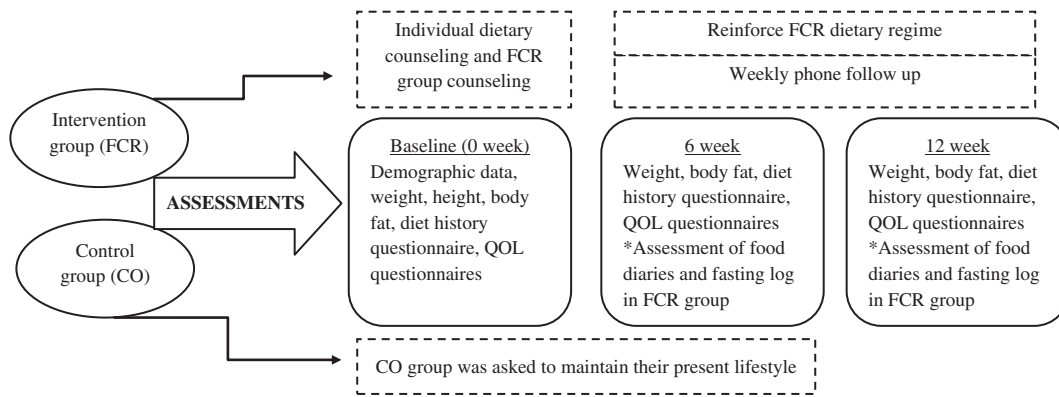 Individual dietary
counseling and FCR
group counseling
Reinforce FCR dietary regime
Weekly phone follow up
Intervention
group (FCR)
ASSESSMENTS
Control
group (CO)
Baseline (0 week)
Demographic data,
weight, height, body
fat, diet history
questionnaire, QOL
questionnaires
6 week
Weight, body fat, diet
history questionnaire,
QOL questionnaires
*Assessment of food
diaries and fasting log
in FCR group
12 week
Weight, body fat, diet
history questionnaire,
QOL questionnaires
*Assessment of food
diaries and fasting log
in FCR group
CO group was asked to maintain their present lifestyle